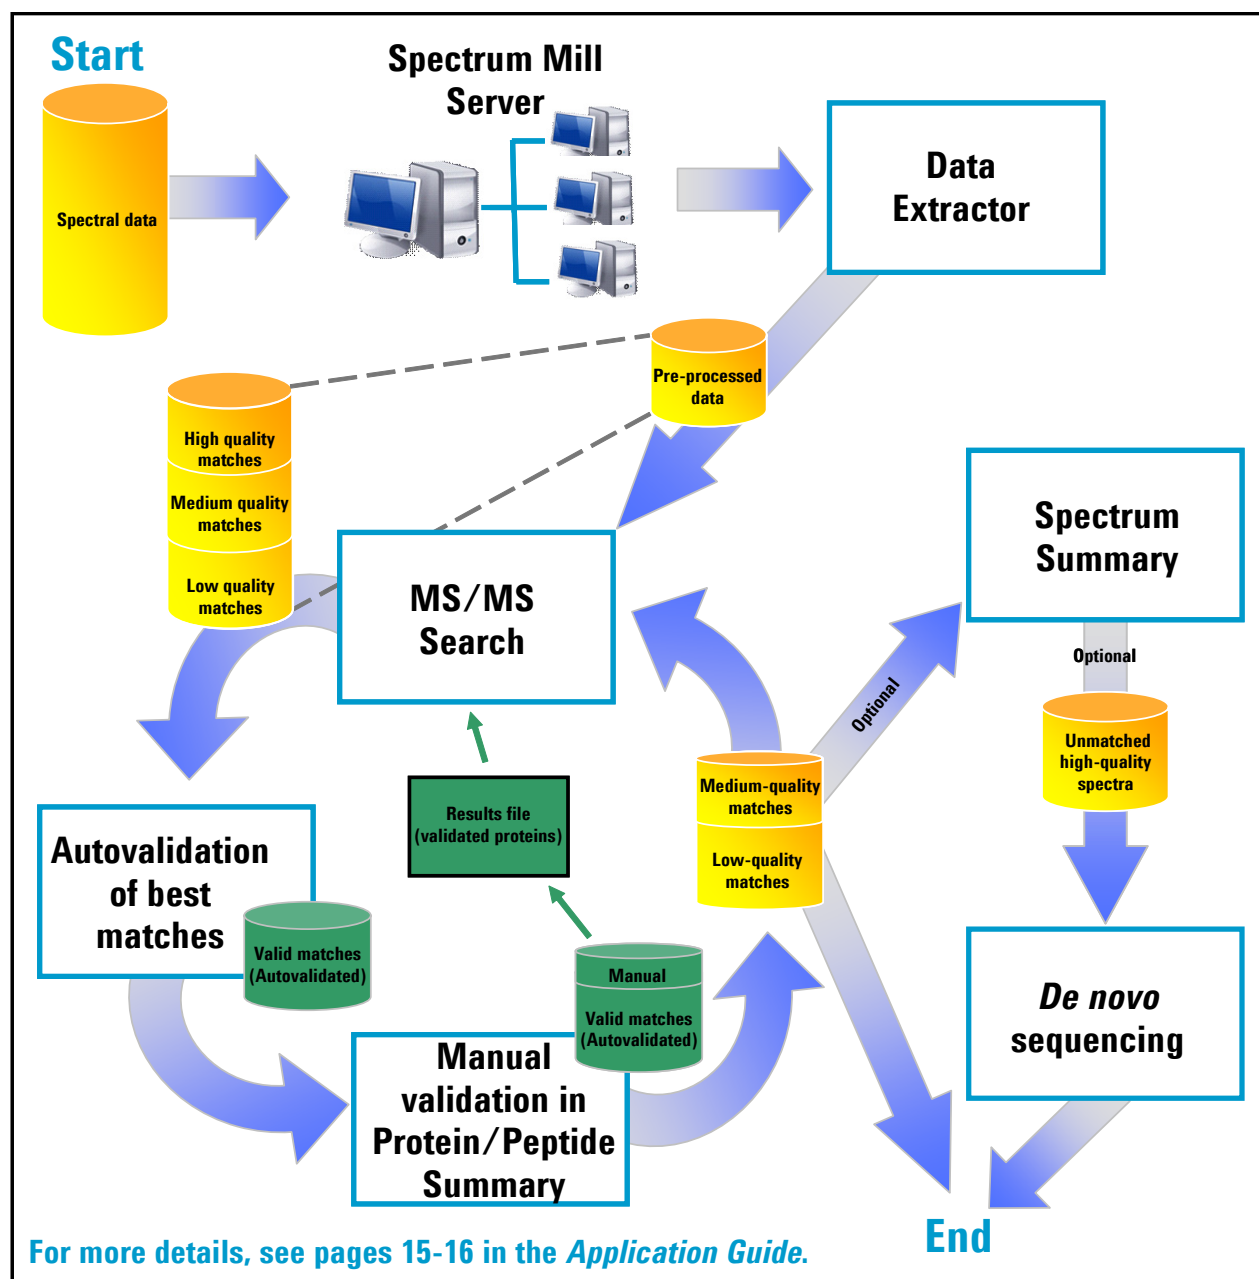 Start
Spectrum Mill
Server
Spectral data
Data
Extractor
Pre-processed
data
High quality
matches
Medium quality
matches
Low quality
matches
MS/MS
Search
Spectrum
Summary
Optional
Optional
Unmatched
high-quality
spectra
Medium-quality
matches
Low-quality
matches
Results file
(validated proteins)
Autovalidation
of best
matches
Valid matches
(Autovalidated)
Manual
Valid matches
(Autovalidated)
Manual
validation in
Protein/Peptide
Summary
De novo
sequencing
End
For more details, see pages 15-16 in the Application Guide.